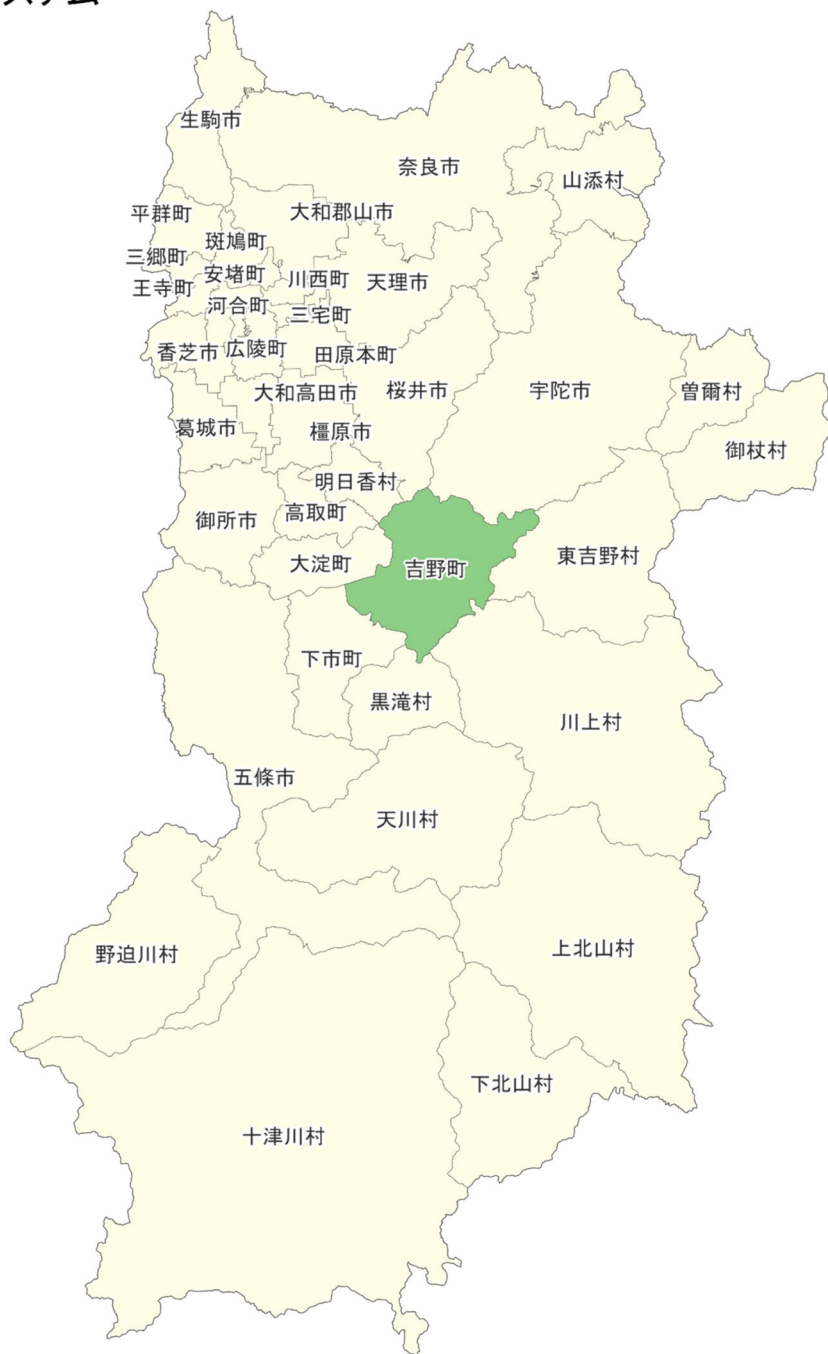 生駒市
奈良市
山添村
平群町
大和郡山市
斑鳩町
三郷町
安堵町
川西町
天理市
王寺町
河合町
三宅町
香芝市
広陵町
田原本町
大和高田市
桜井市
宇陀市
曽爾村
葛城市
橿原市
御杖村
明日香村
御所市
高取町
大淀町
吉野町
東吉野村
下市町
黒滝村
川上村
五條市
天川村
野迫川村
上北山村
下北山村
十津川村